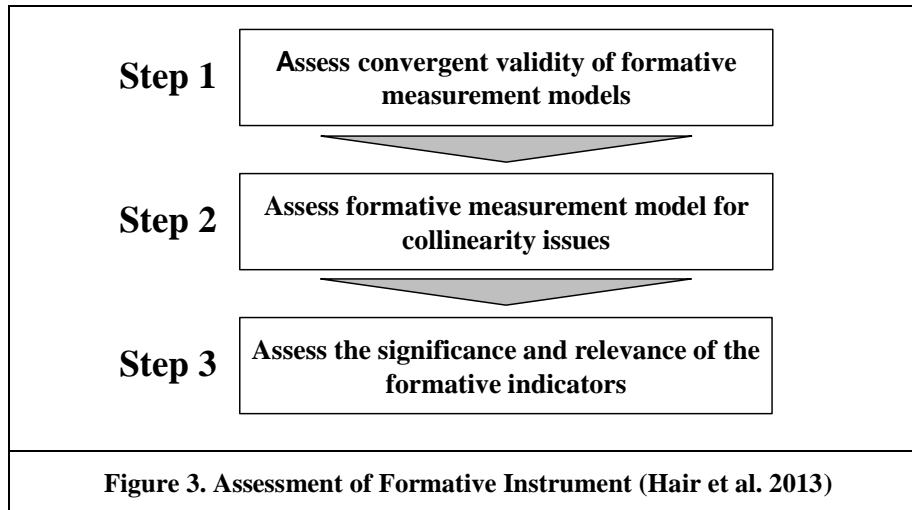 Step 1
Assess convergent validity of formative
measurement models
Step 2
Assess formative measurement model for
collinearity issues
Step 3
Assess the significance and relevance of the
formative indicators
Figure 3. Assessment of Formative Instrument (Hair et al. 2013)